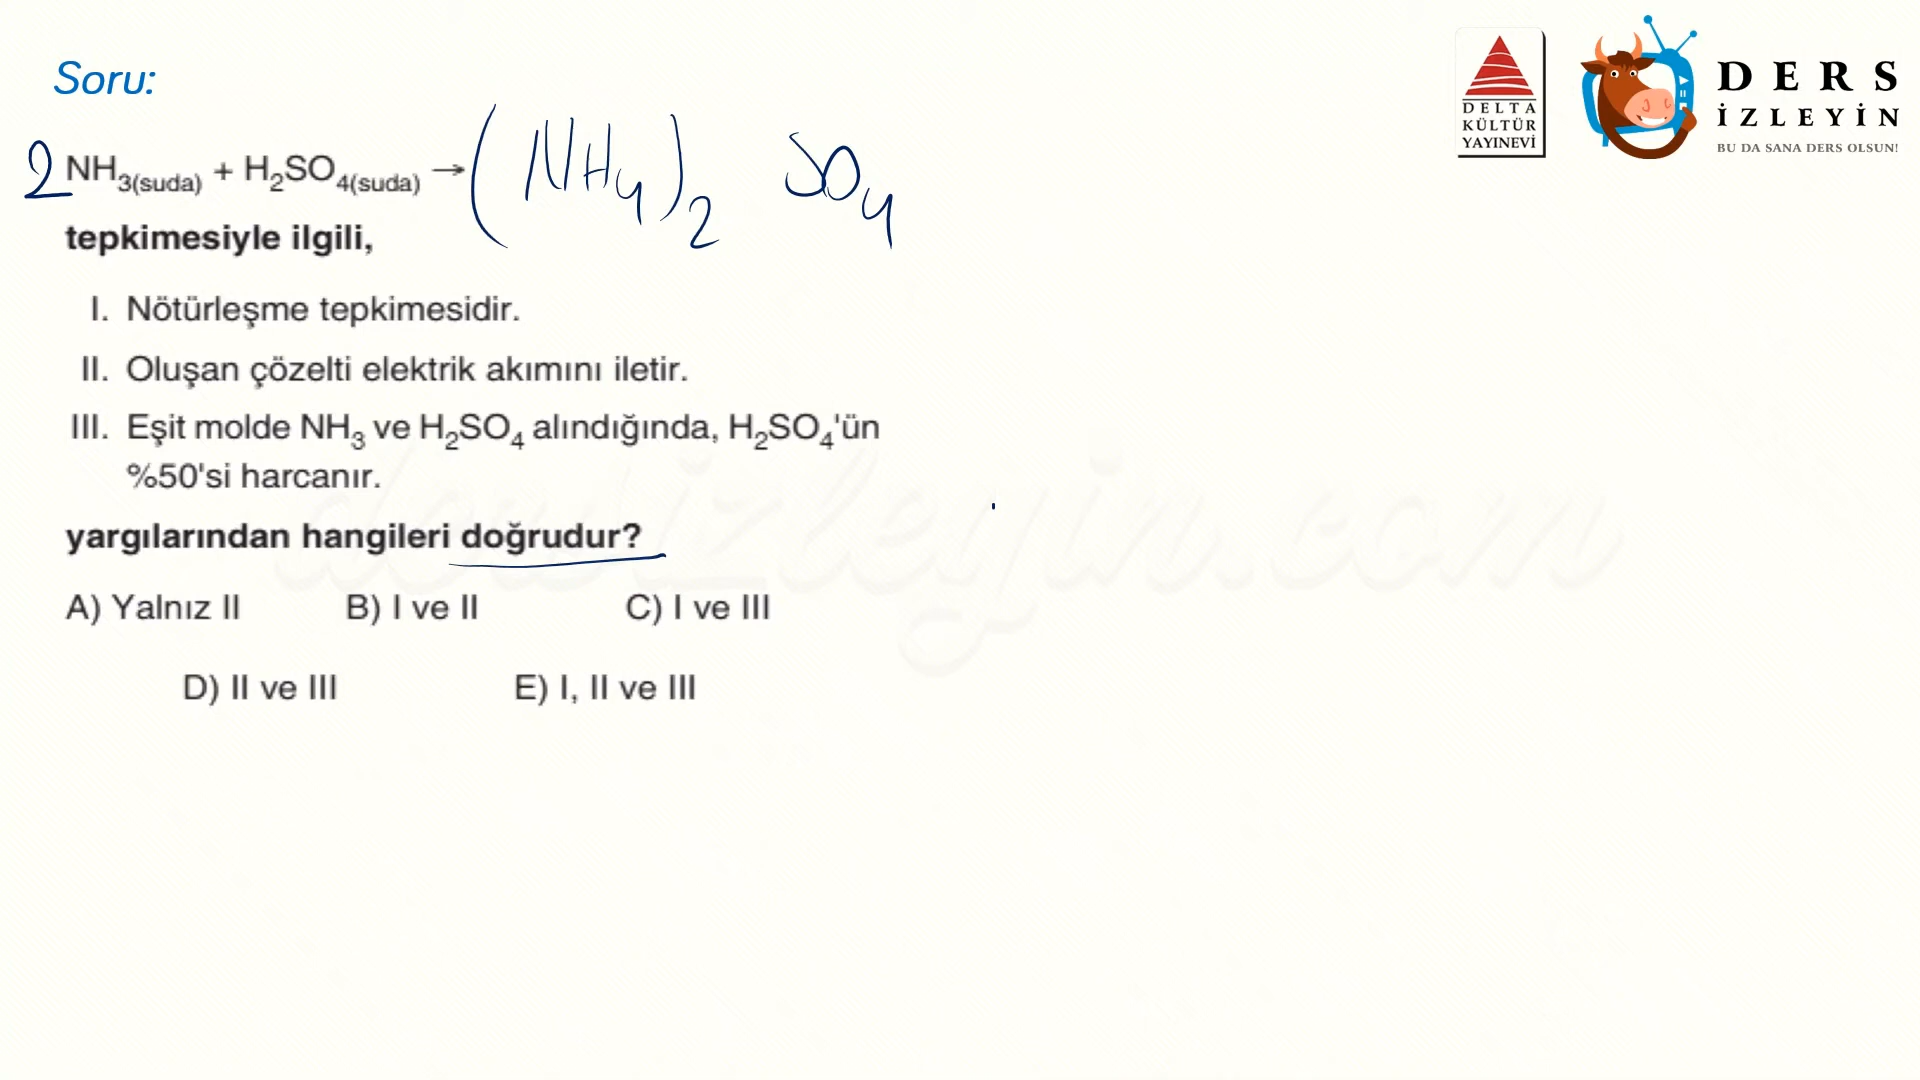 Soru:
2 NH3(suda) + H2SO4(suda) → (NH4)2 SO4
tepkimesiyle ilgili,
I. Nötürleşme tepkimesidir.
II. Oluşan çözelti elektrik akımını iletir.
III. Eşit molde NH3 ve H2SO4 alındığında, H2SO4'ün
%50'si harcanır.
yargılarından hangileri doğrudur?
A) Yalnız II B) I ve II C) I ve III
D) II ve III E) I, II ve III
DELTA
KÜLTÜR
YAYINEVİ
DERS
İZLEYİN
BU DA SANA DERS OLSUN!
dersizleyin.com